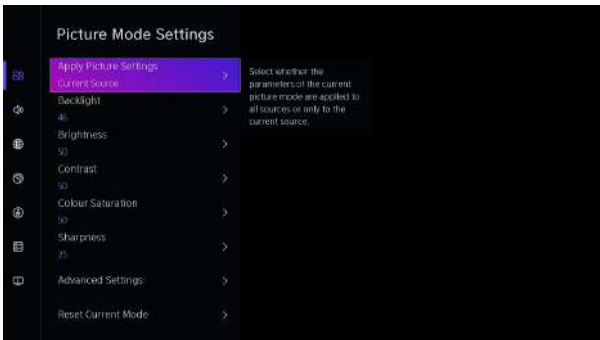 Picture Mode Settings
Apply Picture Settings
Current Source
Select whether the
parameters of the current
picture mode are applied to
all sources or only to the
current source.
Backlight
45
Brightness
50
Contrast
50
Colour Saturation
50
Sharpness
25
Advanced Settings
Reset Current Mode